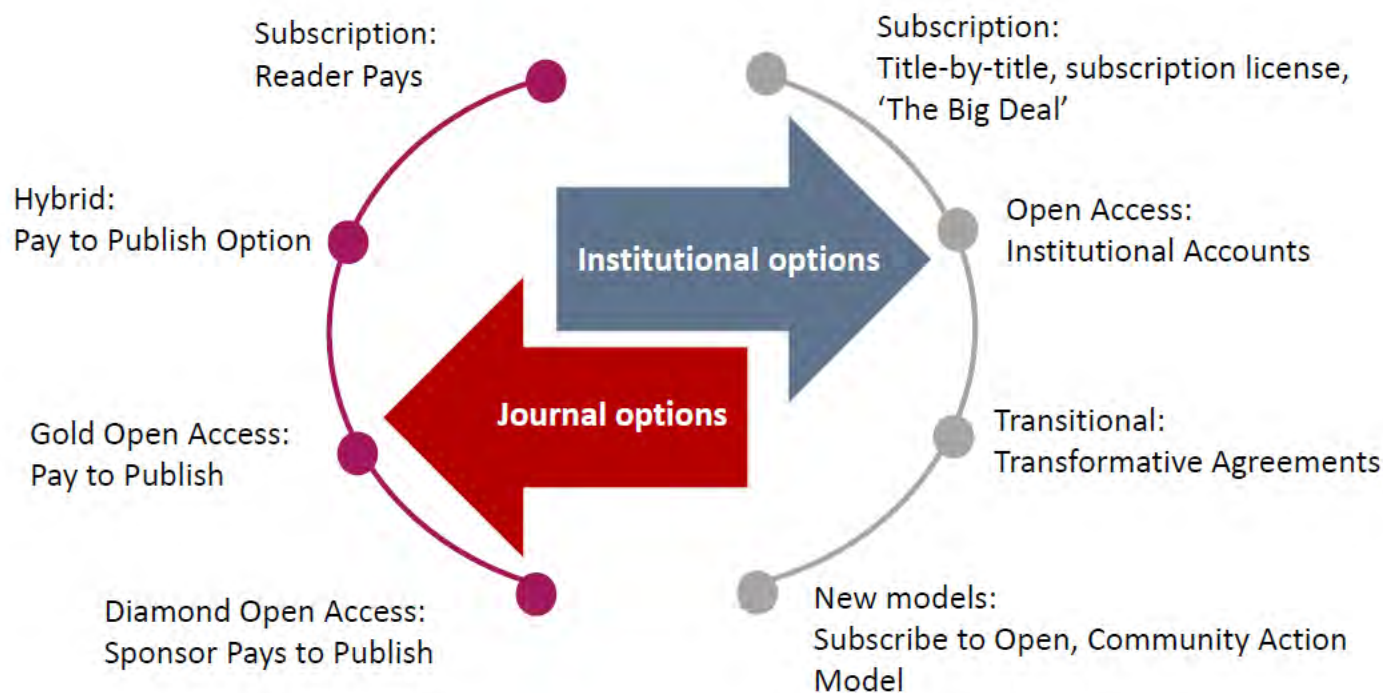 Subscription:
Reader Pays
Subscription:
Title-by-title, subscription license,
‘The Big Deal’
Hybrid:
Pay to Publish Option
Open Access:
Institutional Accounts
Institutional options
Journal options
Gold Open Access:
Pay to Publish
Transitional:
Transformative Agreements
Diamond Open Access:
Sponsor Pays to Publish
New models:
Subscribe to Open, Community Action
Model